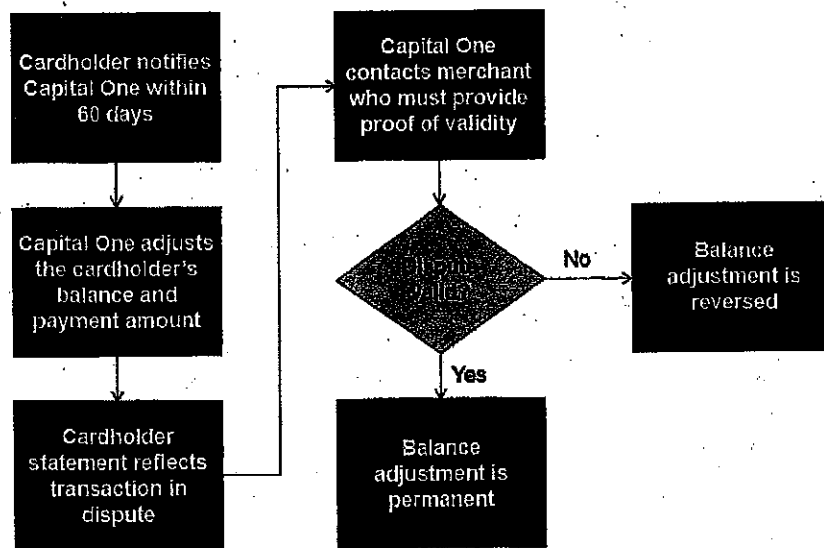 Cardholder notifies
Capital One within
60 days
Capital One adjusts
the cardholder's
balance and
payment amount
Cardholder
statement reflects
transaction in
dispute
Capital One
contacts merchant
who must provide
proof of validity
No
Balance
adjustment is
reversed
Yes
Balance
adjustment is
permanent